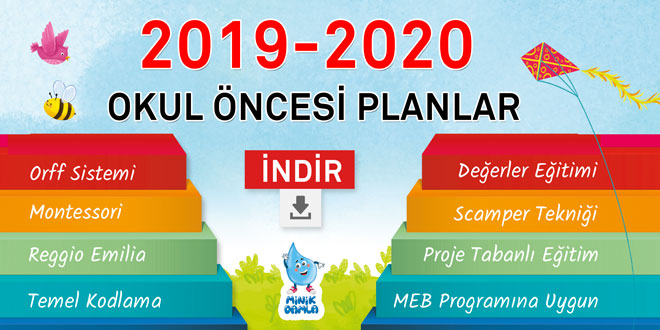 2019-2020
OKUL ÖNCESİ PLANLAR
İNDİR
Orff Sistemi
Montessori
Reggio Emilia
Temel Kodlama
Değerler Eğitimi
Scamper Tekniği
Proje Tabanlı Eğitim
MEB Programına Uygun
MİNİK
DAMLA